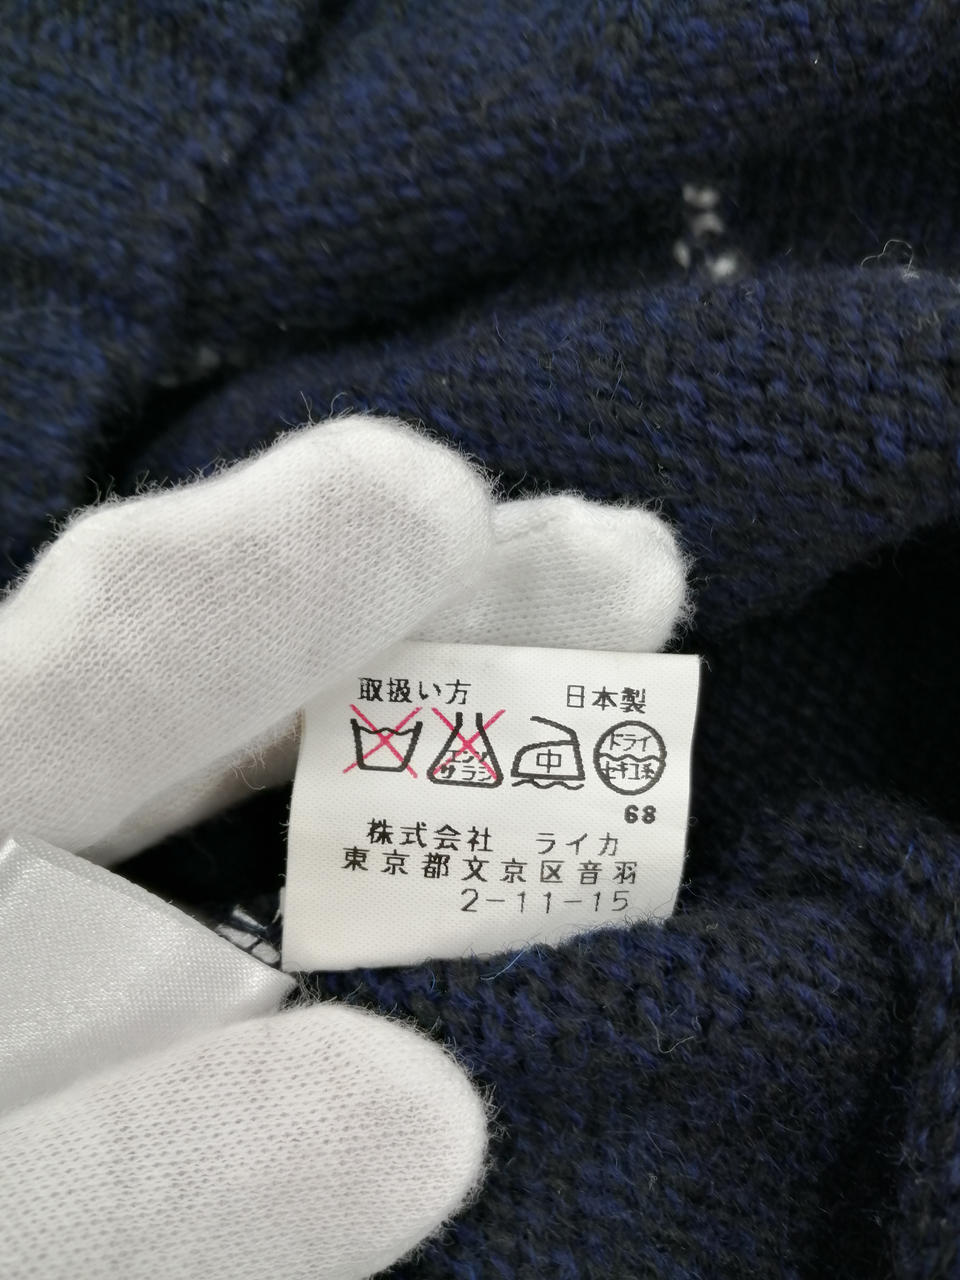 取扱い方 日本製
エンソ サラシ 中 ドライ セキユ系
68
株式会社 ライカ
東京都文京区音羽
2-11-15